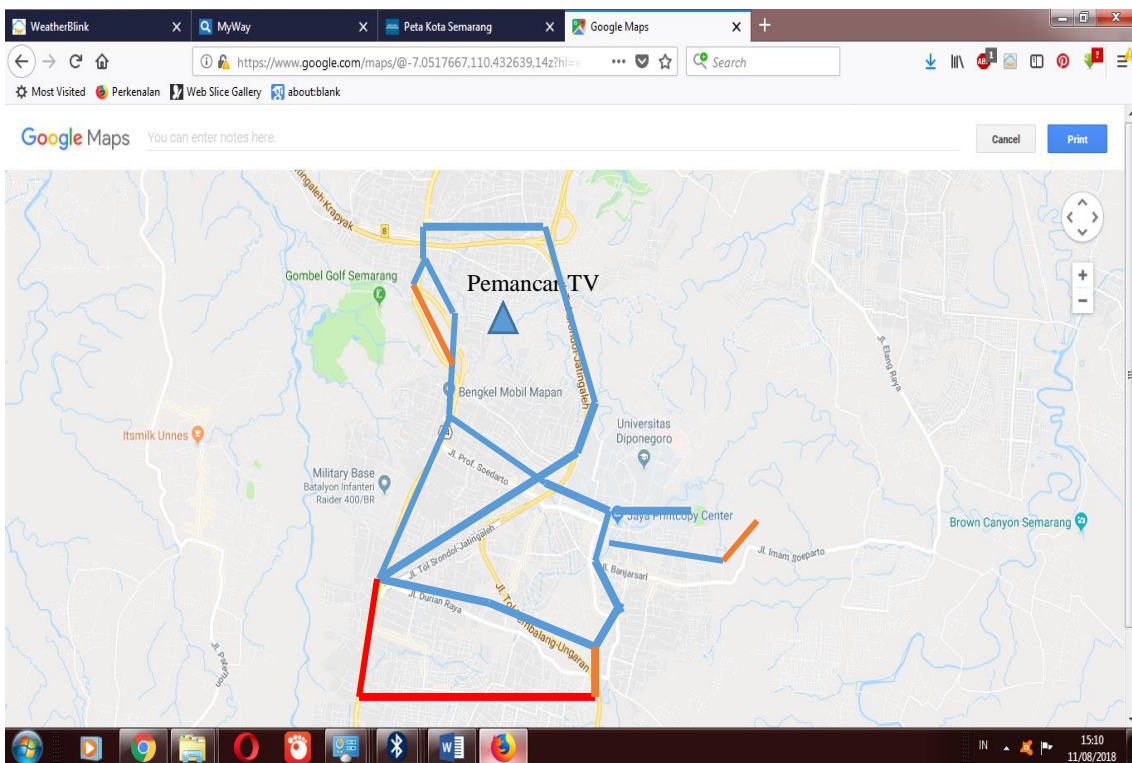 WeatherBlink
MyWay
Peta Kota Semarang
Google Maps
https://www.google.com/maps/@-7.0517667,110.432639,14z?hl=
Search
Most Visited
Perkenalan
Web Slice Gallery
about:blank
Google Maps
You can enter notes here.
Cancel
Print
Krapyak
B
Gombel Golf Semarang
Pemancar TV
Jl. Elang Raya
Bengkel Mobil Mapan
Itsmilk Unnes
Universitas
Diponegoro
Jl. Prof. Soedarto
Military Base
Batalyon Infanteri
Raider 400/BR
Jaya Printcopy Center
Brown Canyon Semarang
Jl. Tol Srondol-Jatingaleh
Jl. Imam Soeparto
Jl. Banjarsari
Jl. Durian Raya
IN
15:10
11/08/2018